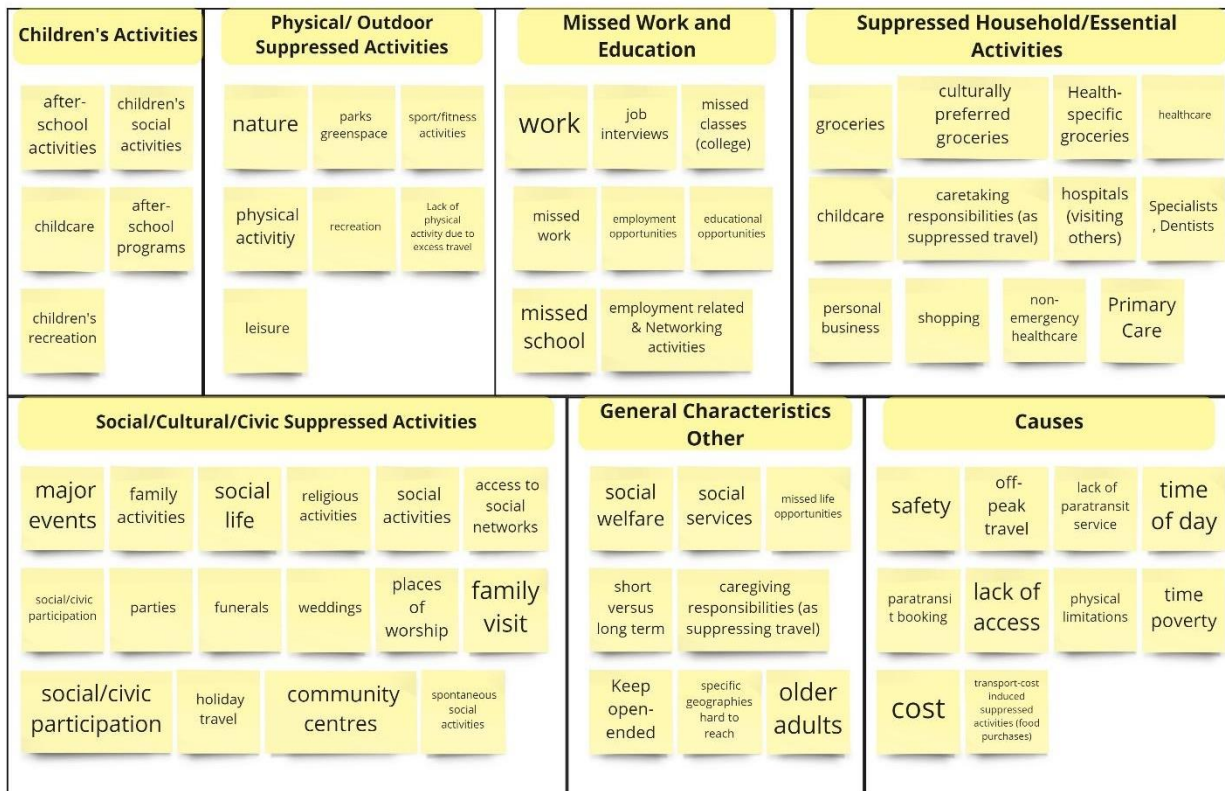 Children's Activities
after-
school
activities
children's
social
activities
childcare
after-
school
programs
children's
recreation
Physical/ Outdoor
Suppressed Activities
nature
parks
greenspace
sport/fitness
activities
physical
activitiy
recreation
Lack of
physical
activity due to
excess travel
leisure
Missed Work and
Education
work
job
interviews
missed
classes
(college)
missed
work
employment
opportunities
educational
opportunities
missed
school
employment related
& Networking
activities
Suppressed Household/Essential
Activities
groceries
culturally
preferred
groceries
Health-
specific
groceries
healthcare
childcare
caretaking
responsibilities (as
suppressed travel)
hospitals
(visiting
others)
Specialists
, Dentists
personal
business
shopping
non-
emergency
healthcare
Primary
Care
Social/Cultural/Civic Suppressed Activities
major
events
family
activities
social
life
religious
activities
social
activities
access to
social
networks
social/civic
participation
parties
funerals
weddings
places
of
worship
family
visit
social/civic
participation
holiday
travel
community
centres
spontaneous
social
activities
General Characteristics
Other
social
welfare
social
services
missed life
opportunities
short
versus
long term
caregiving
responsibilities (as
suppressing travel)
Keep
open-
ended
specific
geographies
hard to
reach
older
adults
Causes
safety
off-
peak
travel
lack of
paratransit
service
time
of day
paratransi
t booking
lack of
access
physical
limitations
time
poverty
cost
transport-cost
induced
suppressed
activities (food
purchases)